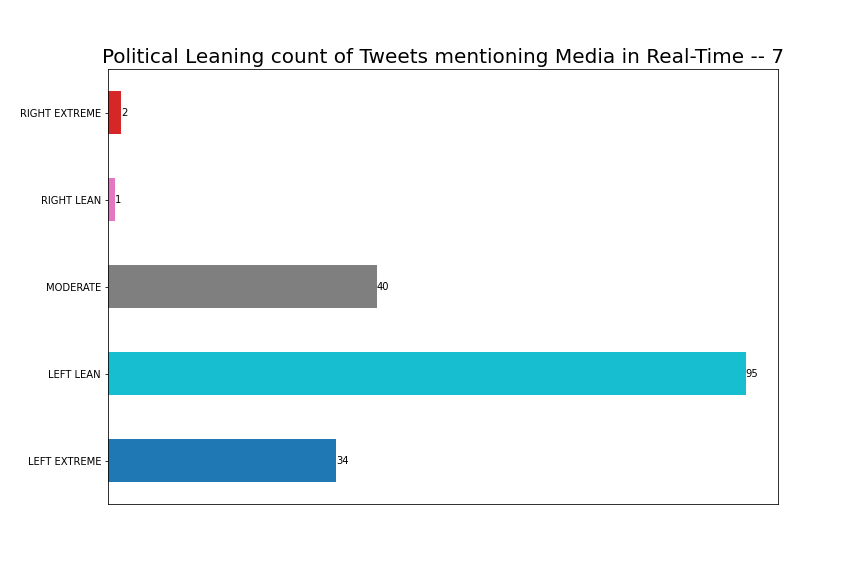 Political Leaning count of Tweets mentioning Media in Real-Time -- 7
RIGHT EXTREME 2
RIGHT LEAN 1
MODERATE 40
LEFT LEAN 95
LEFT EXTREME 34